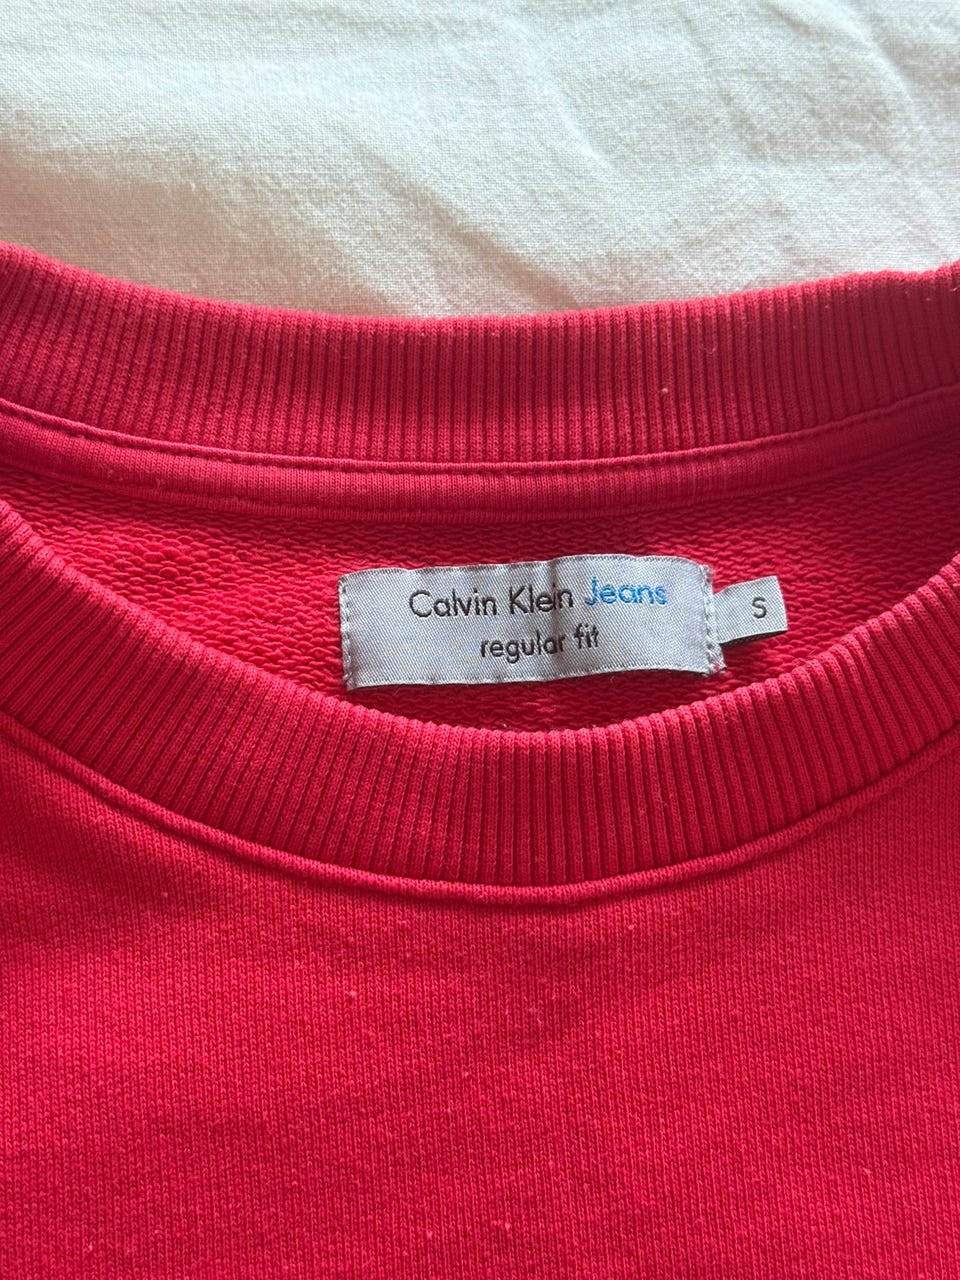 Calvin Klein Jeans
regular fit
S